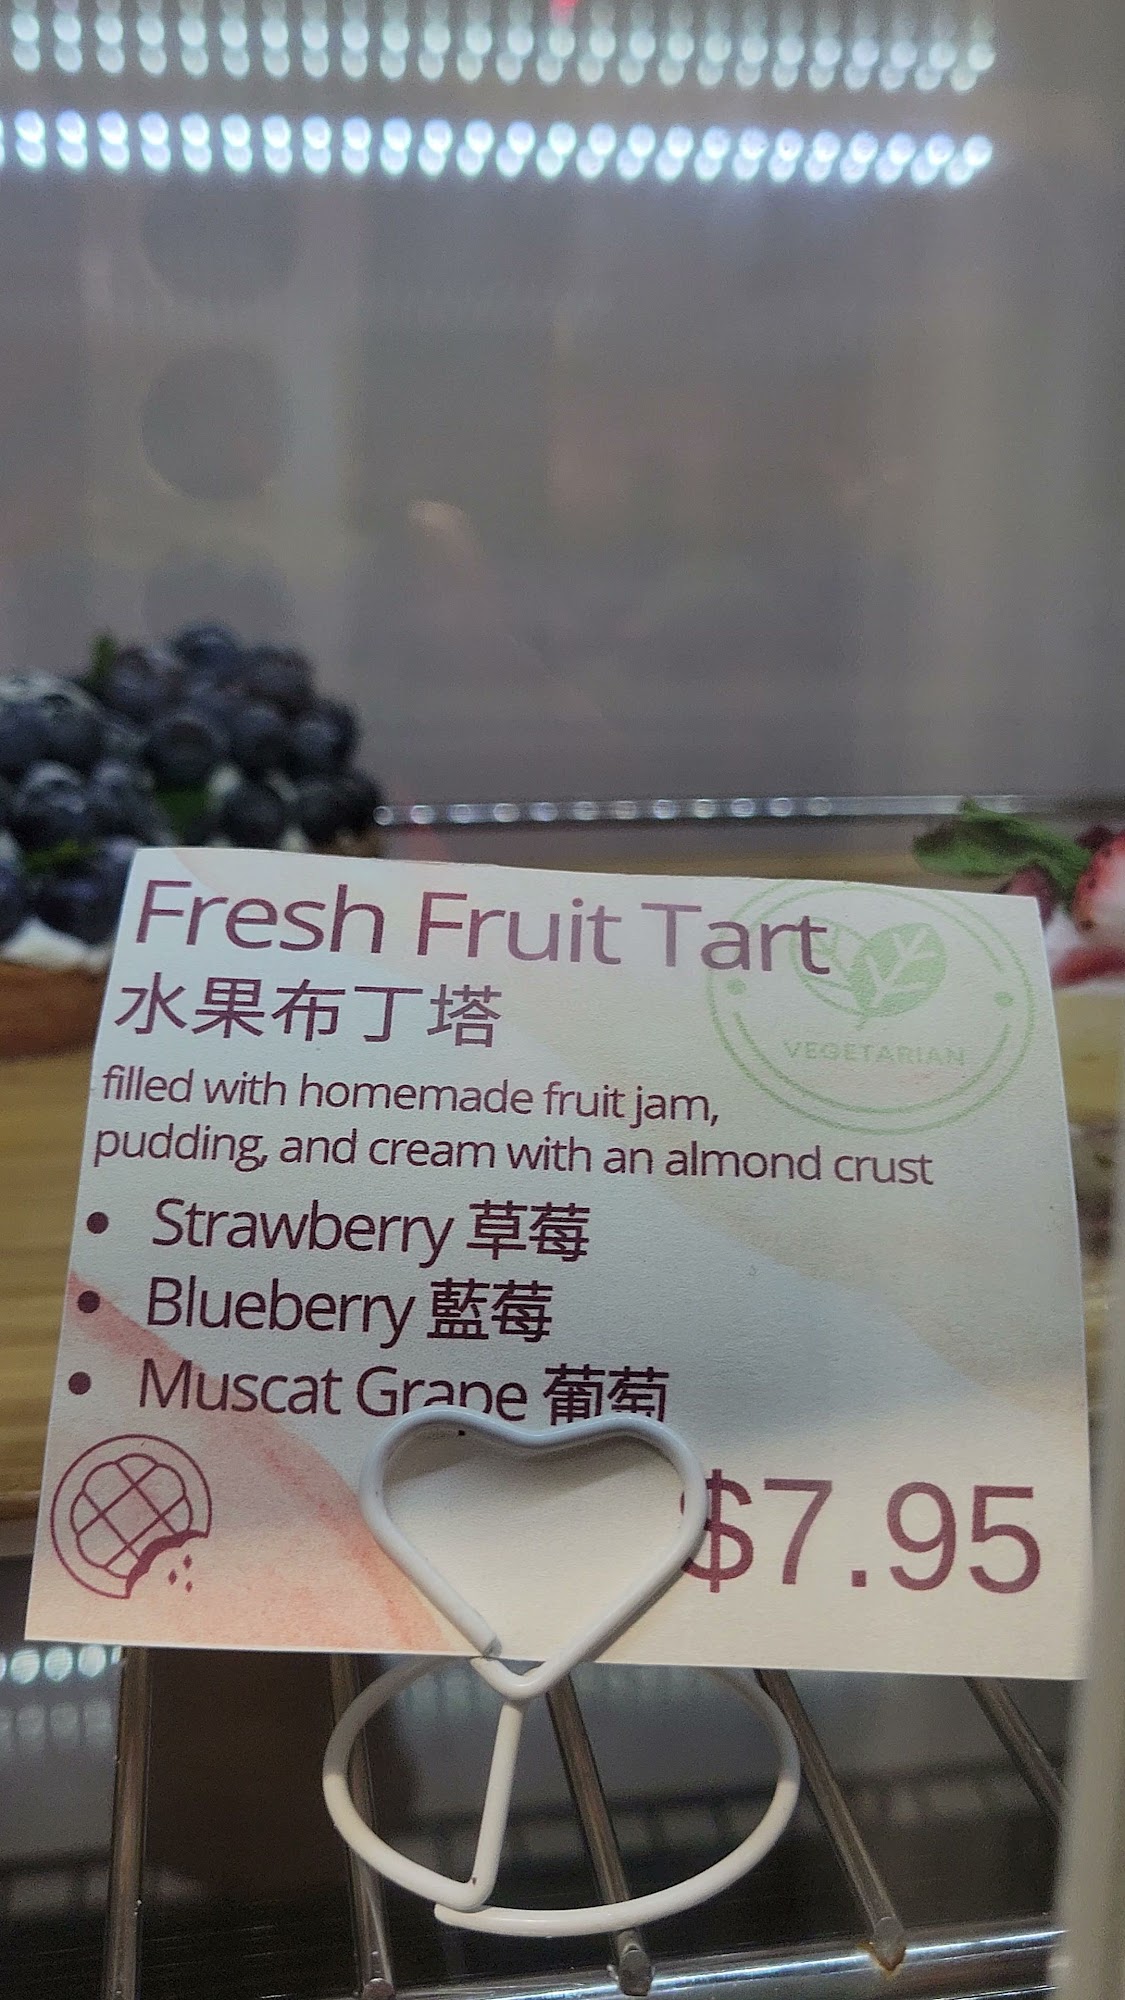 Fresh Fruit Tart
水果布丁塔
VEGETARIAN
filled with homemade fruit jam,
pudding, and cream with an almond crust
• Strawberry 草莓
• Blueberry 藍莓
• Muscat Grape 葡萄
$7.95